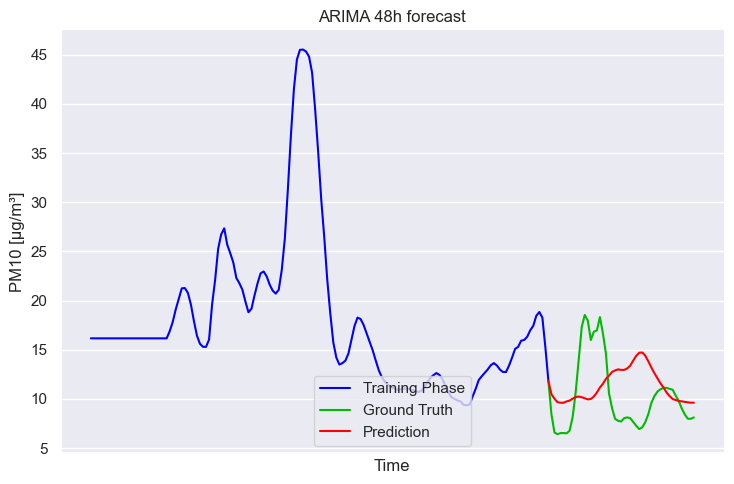 ARIMA 48h forecast
45
40
35
30
25
20
15
10
5
PM10 [µg/m³]
Training Phase
Ground Truth
Prediction
Time